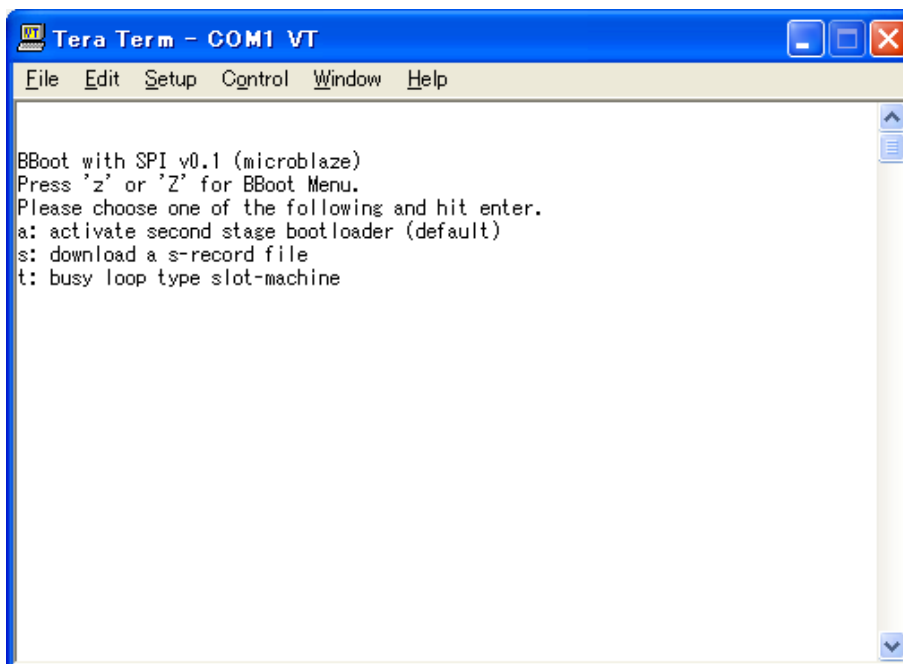 Tera Term - COM1 VT
File Edit Setup Control Window Help
BBoot with SPI v0.1 (microblaze)
Press 'z' or 'Z' for BBoot Menu.
Please choose one of the following and hit enter.
a: activate second stage bootloader (default)
s: download a s-record file
t: busy loop type slot-machine